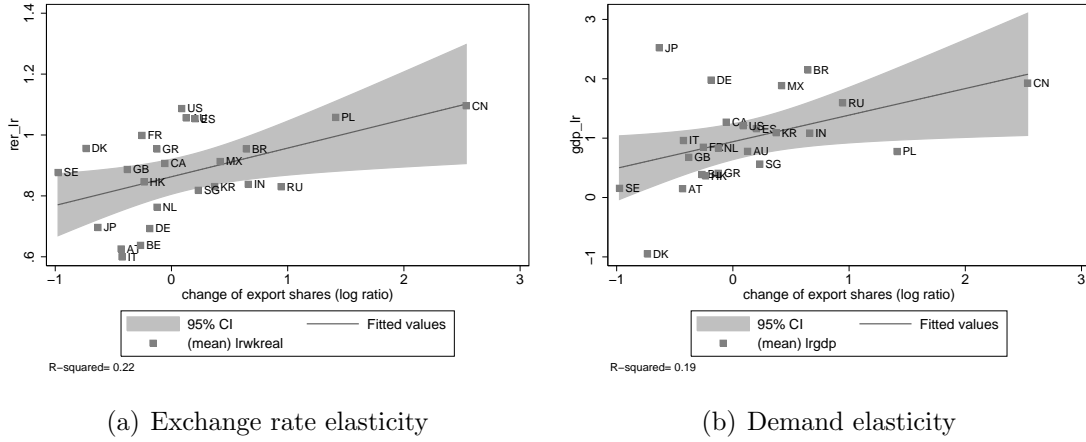 1.4
1.2
1
.8
.6
rer_lr
US
AU
ES
PL
CN
FR
DK
GR
BR
SE
GB
CA
MX
HK
SG
KR
IN
RU
NL
JP
DE
AT
BE
IT
-1
0
1
2
3
change of export shares (log ratio)
95% CI
Fitted values
(mean) lrwkreal
R-squared= 0.22
(a) Exchange rate elasticity
3
2
1
0
-1
gdp_lr
JP
DE
BR
MX
CN
RU
CA
US
ES
KR
IN
IT
FR
NL
AU
PL
GB
SG
GR
HK
SE
AT
DK
-1
0
1
2
3
change of export shares (log ratio)
95% CI
Fitted values
(mean) lrgdp
R-squared= 0.19
(b) Demand elasticity